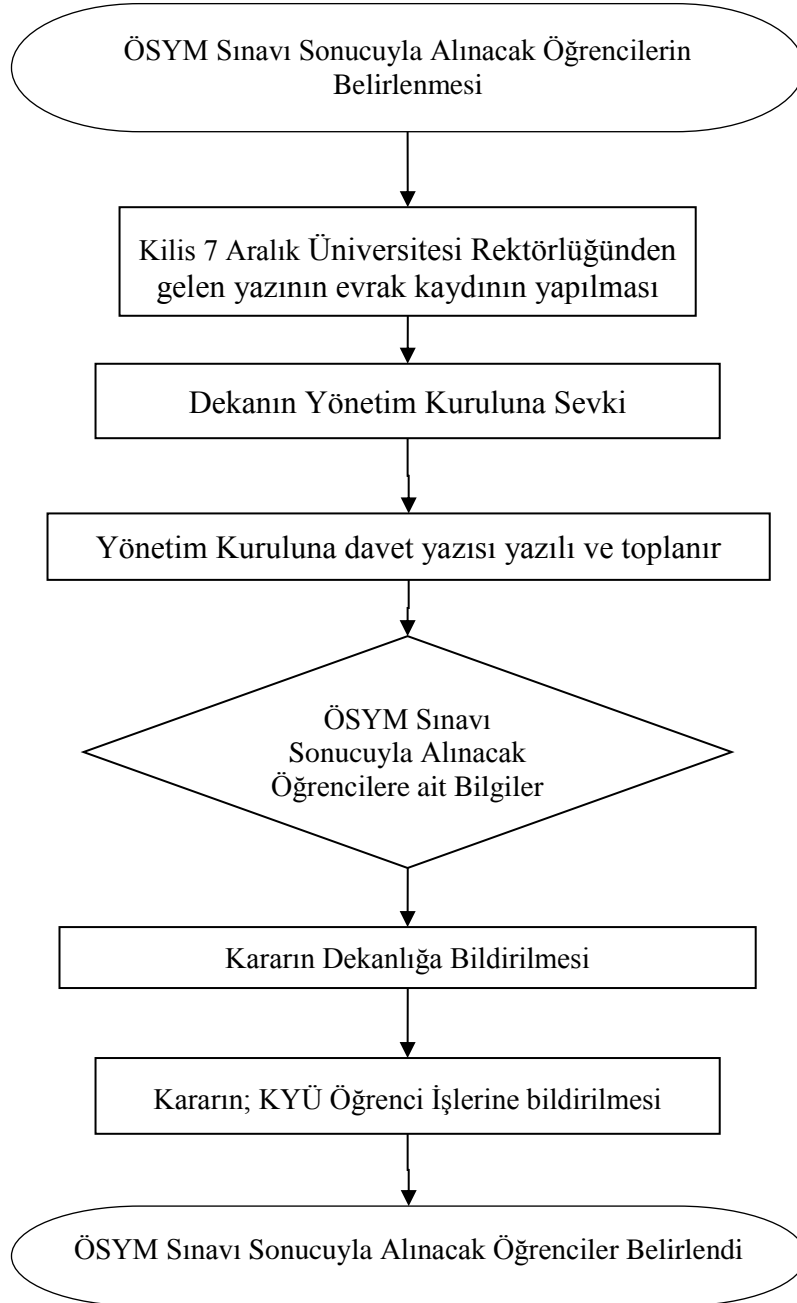 ÖSYM Sınavı Sonucuyla Alınacak Öğrencilerin
Belirlenmesi
Kilis 7 Aralık Üniversitesi Rektörlüğünden
gelen yazının evrak kaydının yapılması
Dekanın Yönetim Kuruluna Sevki
Yönetim Kuruluna davet yazısı yazılı ve toplanır
ÖSYM Sınavı
Sonucuyla Alınacak
Öğrencilere ait Bilgiler
Kararın Dekanlığa Bildirilmesi
Kararın; KYÜ Öğrenci İşlerine bildirilmesi
ÖSYM Sınavı Sonucuyla Alınacak Öğrenciler Belirlendi